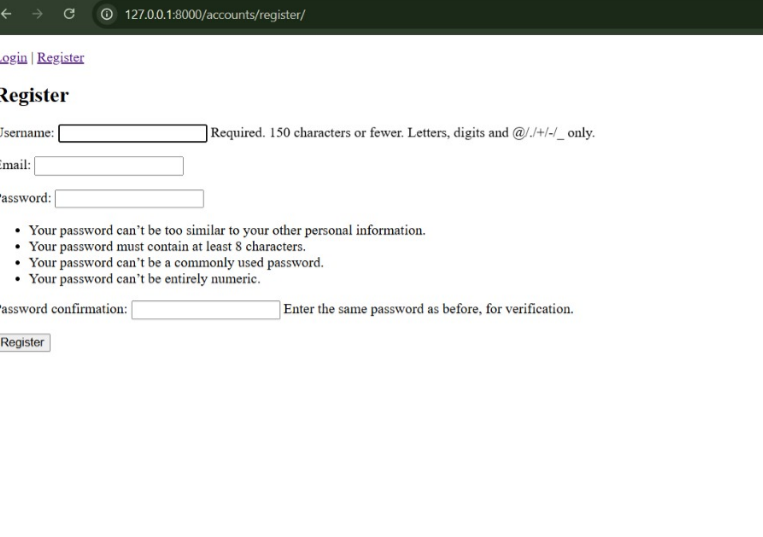 127.0.0.1:8000/accounts/register/
Login | Register
Register
Username: Required. 150 characters or fewer. Letters, digits and @/./+/-/_ only.
Email:
Password:
• Your password can’t be too similar to your other personal information.
• Your password must contain at least 8 characters.
• Your password can’t be a commonly used password.
• Your password can’t be entirely numeric.
Password confirmation: Enter the same password as before, for verification.
Register